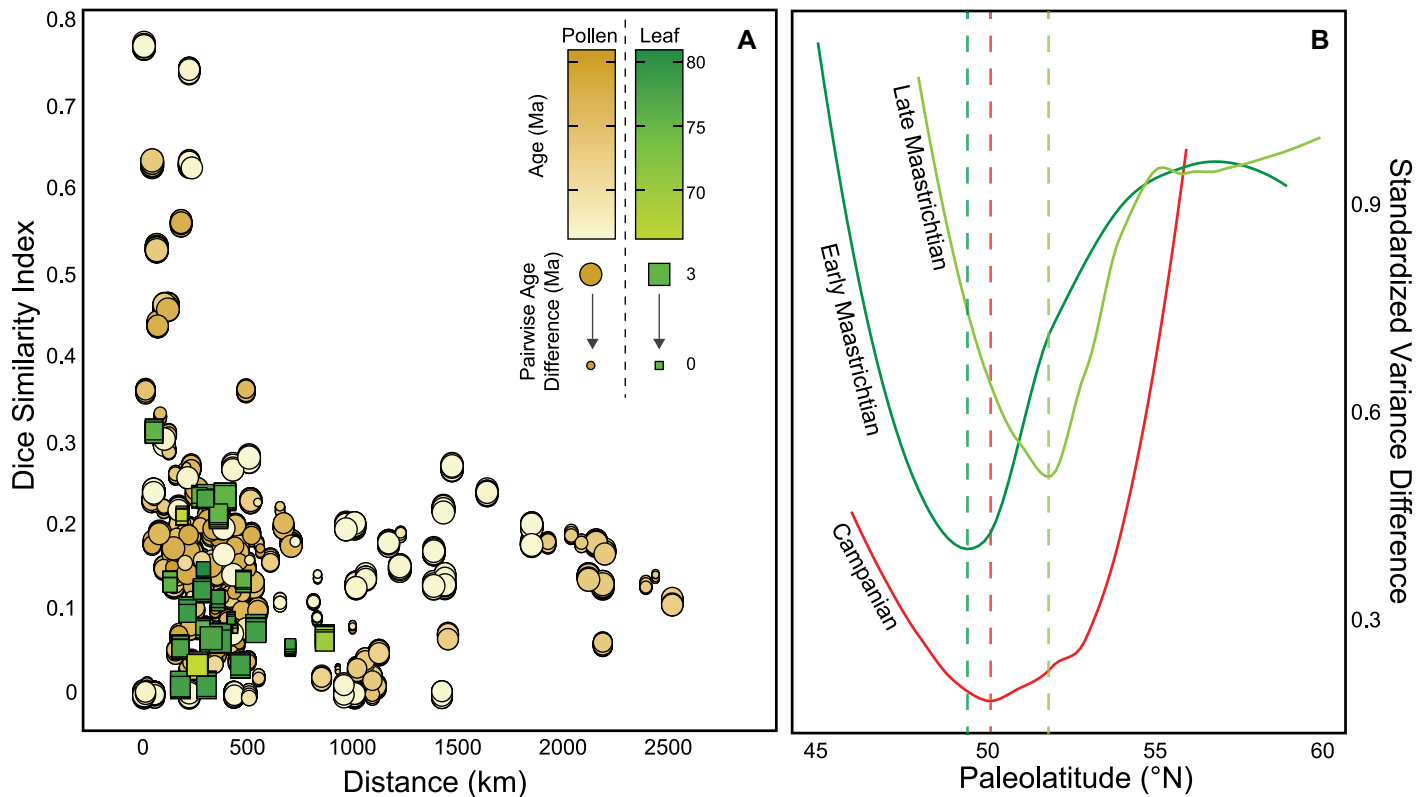 A
Pollen
Leaf
Age (Ma)
80
75
70
Pairwise Age
Difference (Ma)
3
0
Dice Similarity Index
0.8
0.7
0.6
0.5
0.4
0.3
0.2
0.1
0
0
500
1000
1500
2000
2500
Distance (km)
B
Late Maastrichtian
Early Maastrichtian
Campanian
0.9
0.6
0.3
Standardized Variance Difference
45
50
55
60
Paleolatitude (°N)